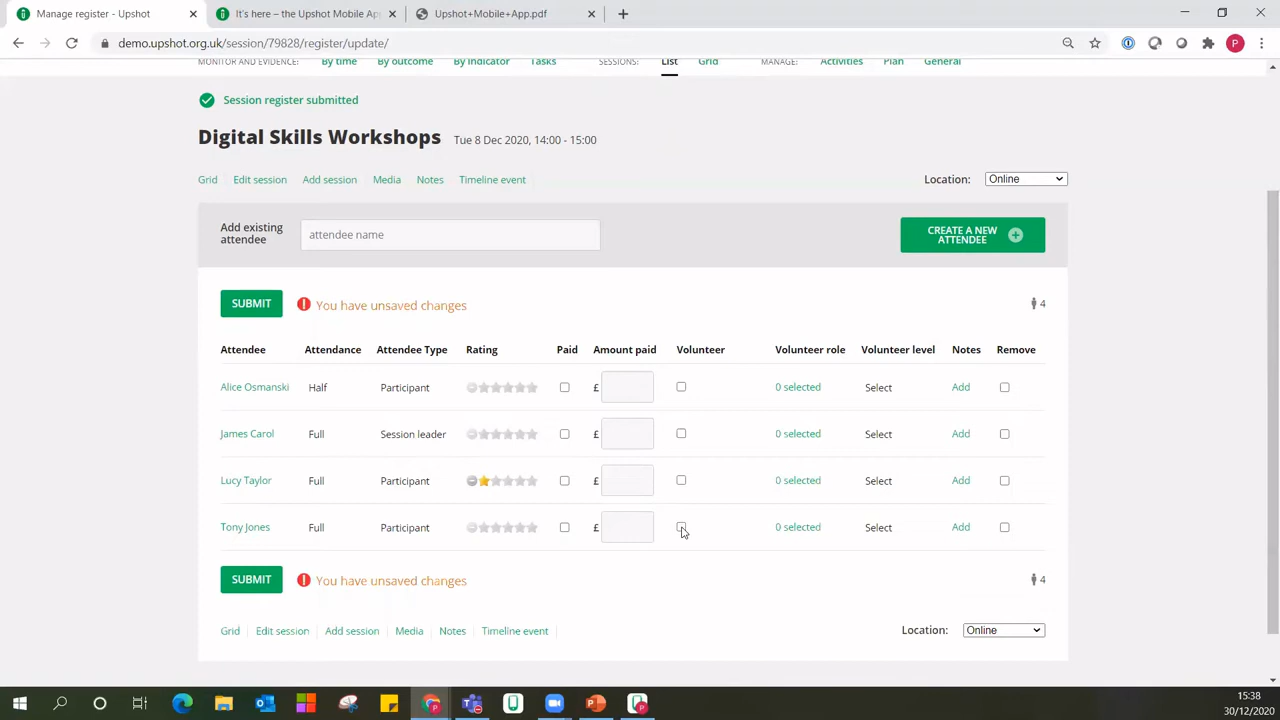 Manage register - Upshot
It's here – the Upshot Mobile Ap
Upshot+Mobile+App.pdf
demo.upshot.org.uk/session/79828/register/update/
P
MONITOR AND EVIDENCE: By time By outcome By indicator Tasks SESSIONS: List Grid MANAGE: Activities Plan General
Session register submitted
Digital Skills Workshops Tue 8 Dec 2020, 14:00 - 15:00
Grid Edit session Add session Media Notes Timeline event Location: Online
Add existing
attendee
attendee name
CREATE A NEW
ATTENDEE
SUBMIT You have unsaved changes 4
Attendee Attendance Attendee Type Rating Paid Amount paid Volunteer Volunteer role Volunteer level Notes Remove
Alice Osmanski Half Participant £ 0 selected Select Add
James Carol Full Session leader £ 0 selected Select Add
Lucy Taylor Full Participant £ 0 selected Select Add
Tony Jones Full Participant £ 0 selected Select Add
SUBMIT You have unsaved changes 4
Grid Edit session Add session Media Notes Timeline event Location: Online
15:38
30/12/2020